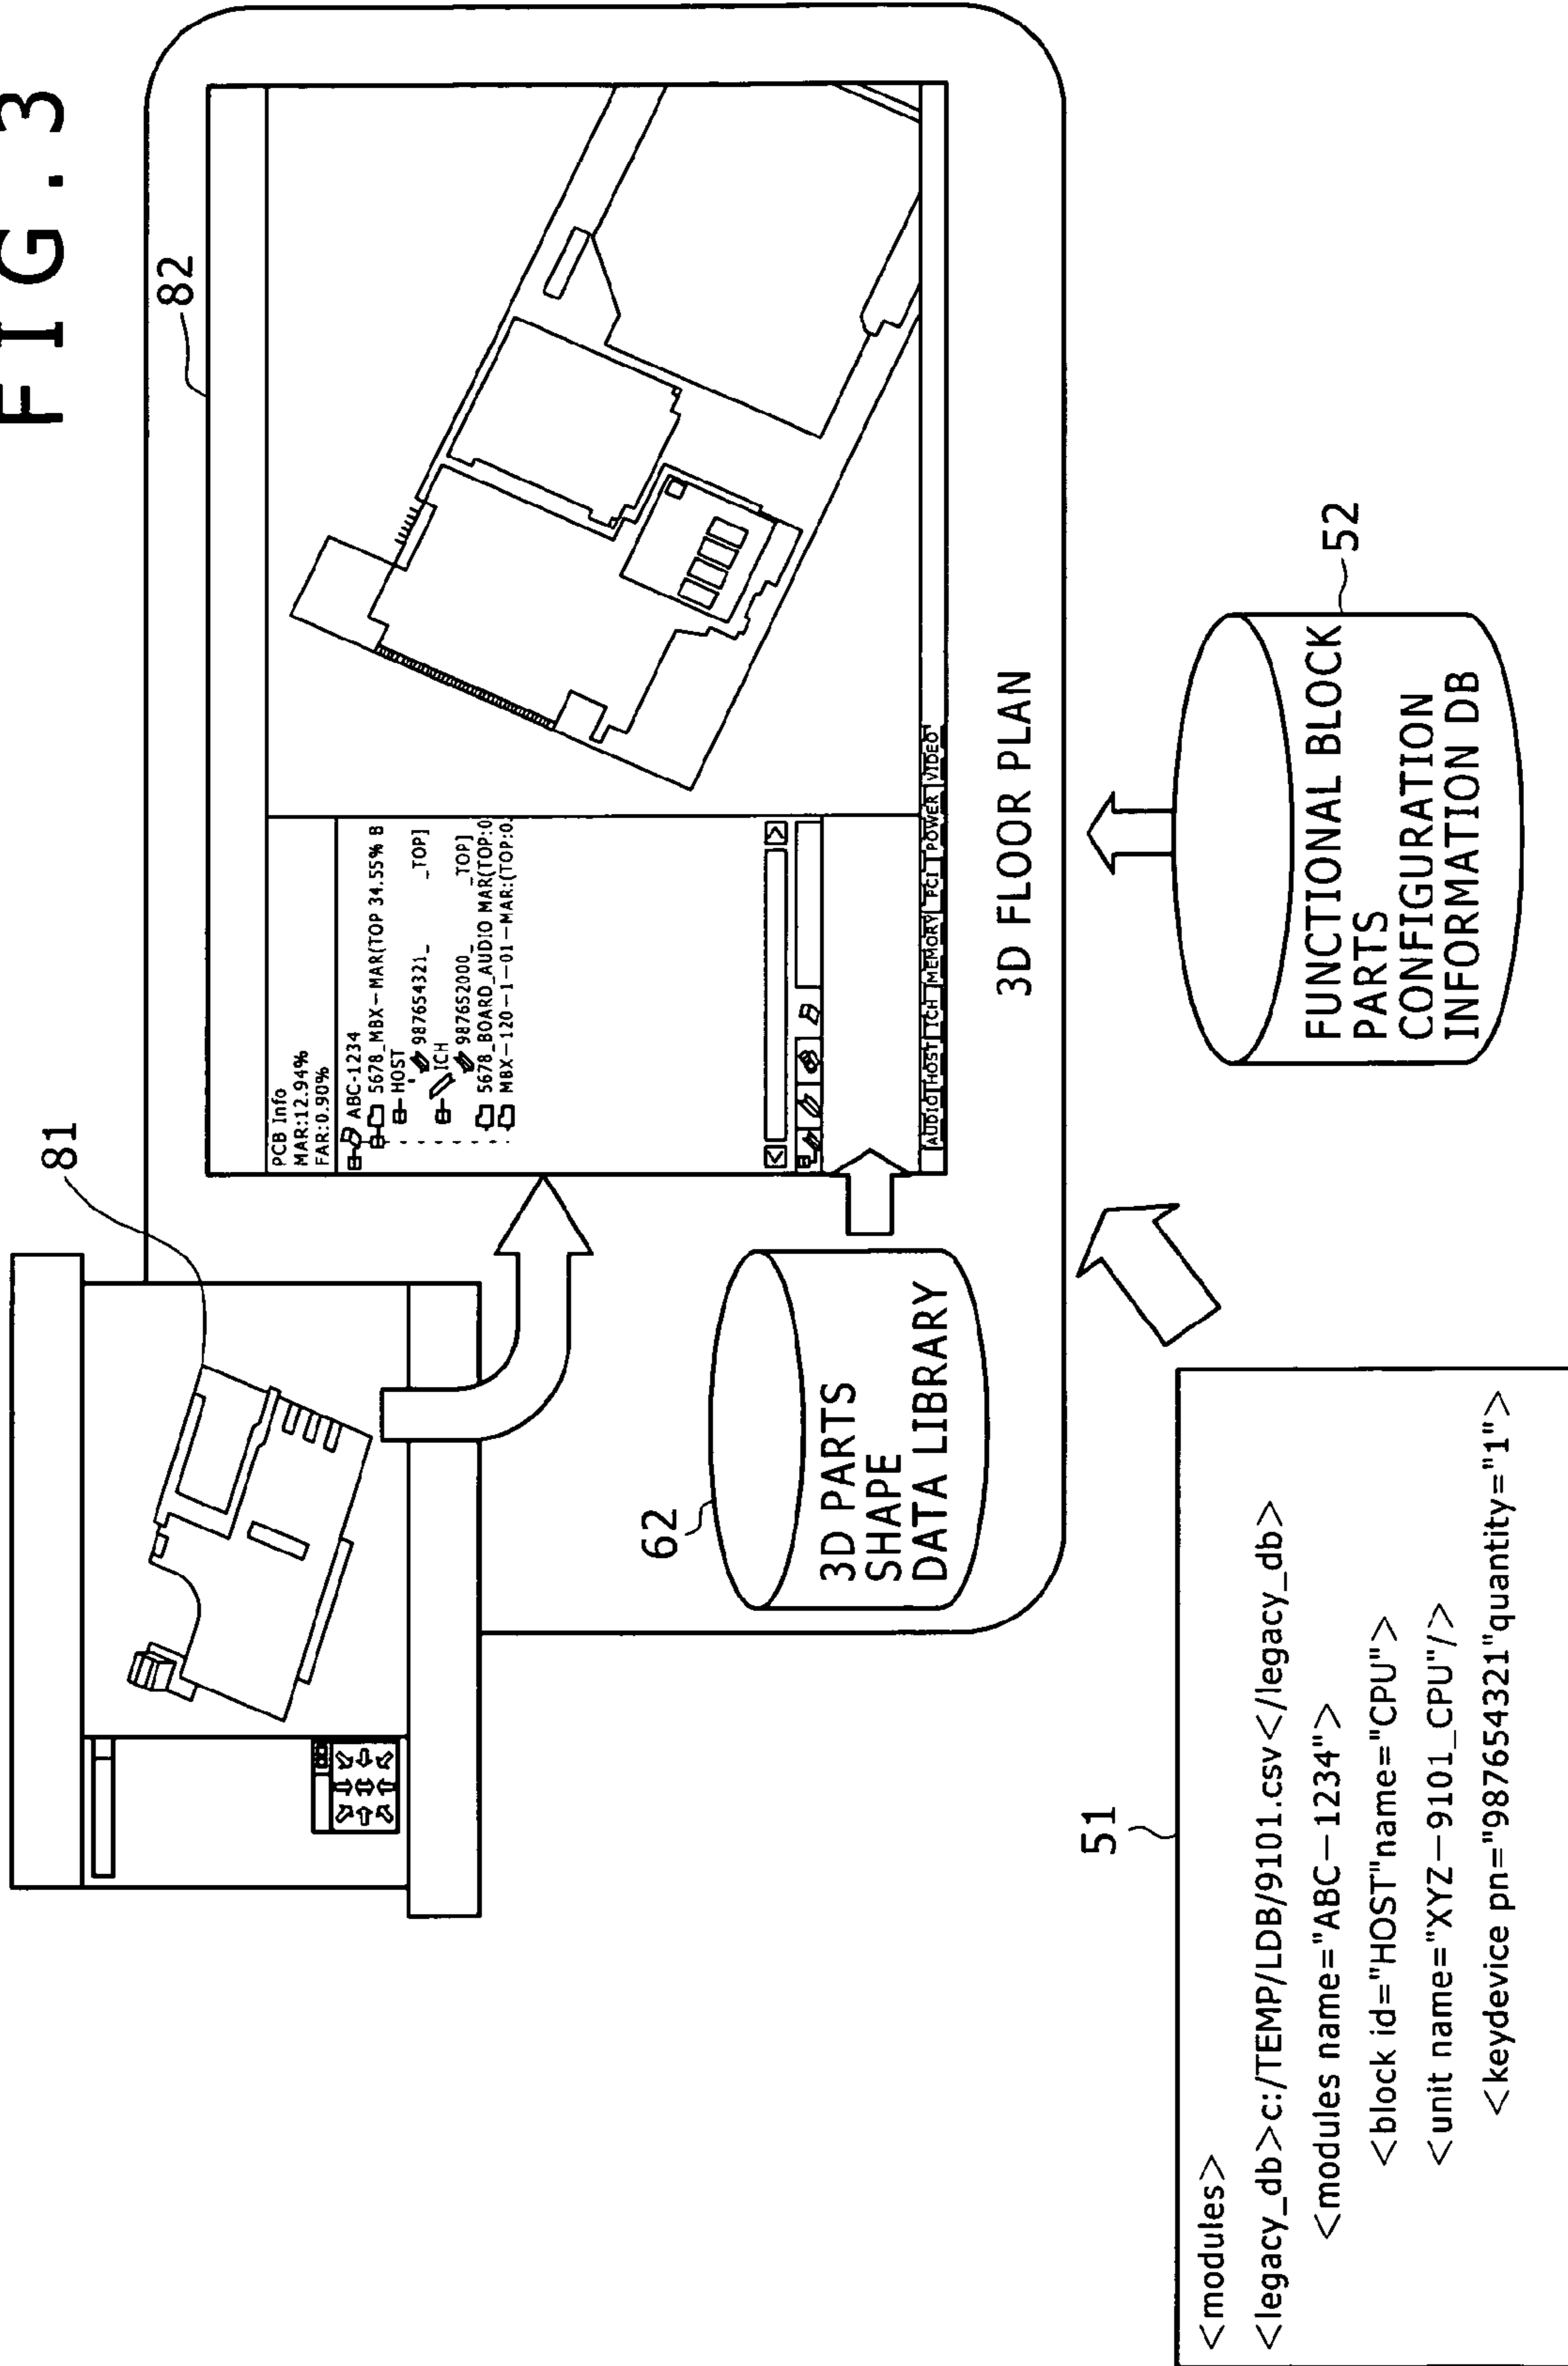 FIG.3
81
82
PCB Info
MAR:12.94%
FAR:0.90%
ABC-1234
5678_MBX-MAR(TOP 34.55% B
HOST
987654321_ _TOP]
ICH
987652000_ _TOP]
5678_BOARD_AUDIO MAR(TOP:0
MBX-120-1-01-MAR:(TOP:0.
AUDIO HOST ICH MEMORY PCI POWER VIDEO
62
3D PARTS
SHAPE
DATA LIBRARY
3D FLOOR PLAN
51
<modules>
<legacy_db>c:/TEMP/LDB/9101.csv</legacy_db>
<modules name="ABC-1234">
<block id="HOST"name="CPU">
<unit name="XYZ-9101_CPU"/>
<keydevice pn="987654321"quantity="1">
52
FUNCTIONAL BLOCK
PARTS
CONFIGURATION
INFORMATION DB